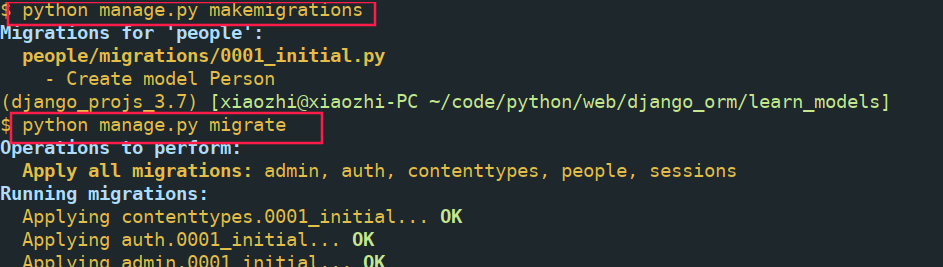 $ python manage.py makemigrations
Migrations for 'people':
people/migrations/0001_initial.py
- Create model Person
(django_projs_3.7) [xiaozhi@xiaozhi-PC ~/code/python/web/django_orm/learn_models]
$ python manage.py migrate
Operations to perform:
Apply all migrations: admin, auth, contenttypes, people, sessions
Running migrations:
Applying contenttypes.0001_initial... OK
Applying auth.0001_initial... OK
Applying admin.0001_initial... OK